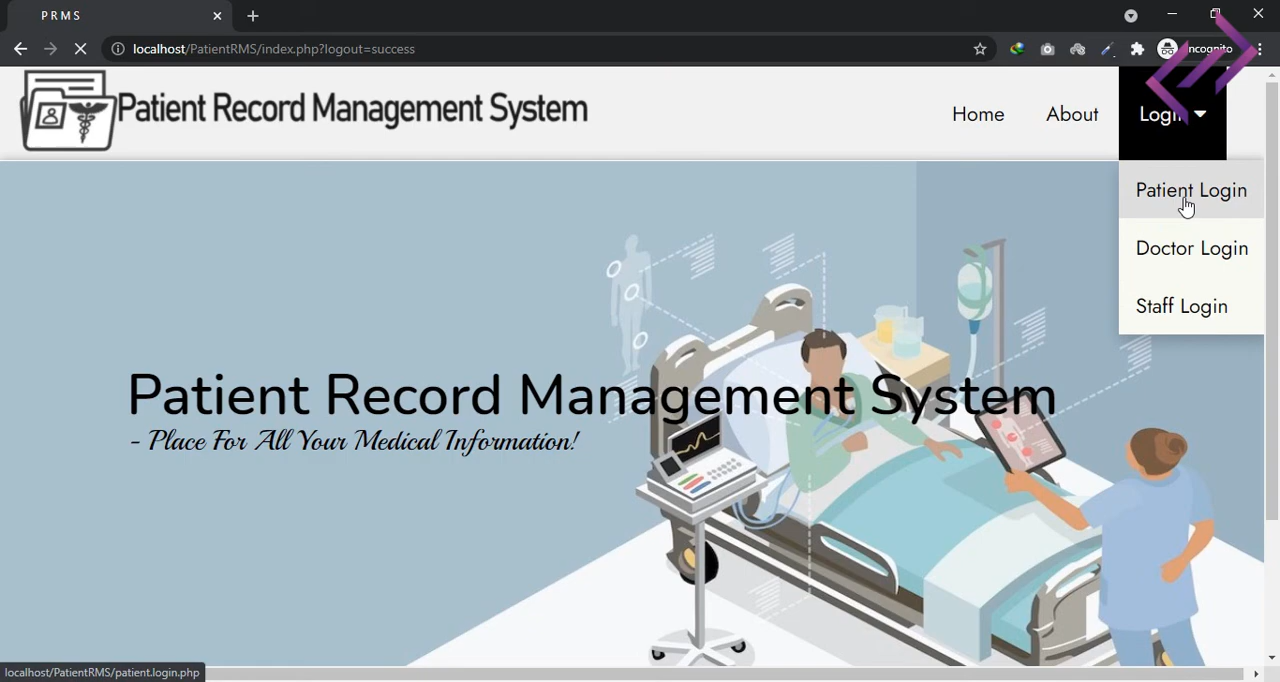 PRMS
localhost/PatientRMS/index.php?logout=success
Incognito
Patient Record Management System
Home
About
Login
Patient Login
Doctor Login
Staff Login
Patient Record Management System
- Place For All Your Medical Information!
localhost/PatientRMS/patient.login.php